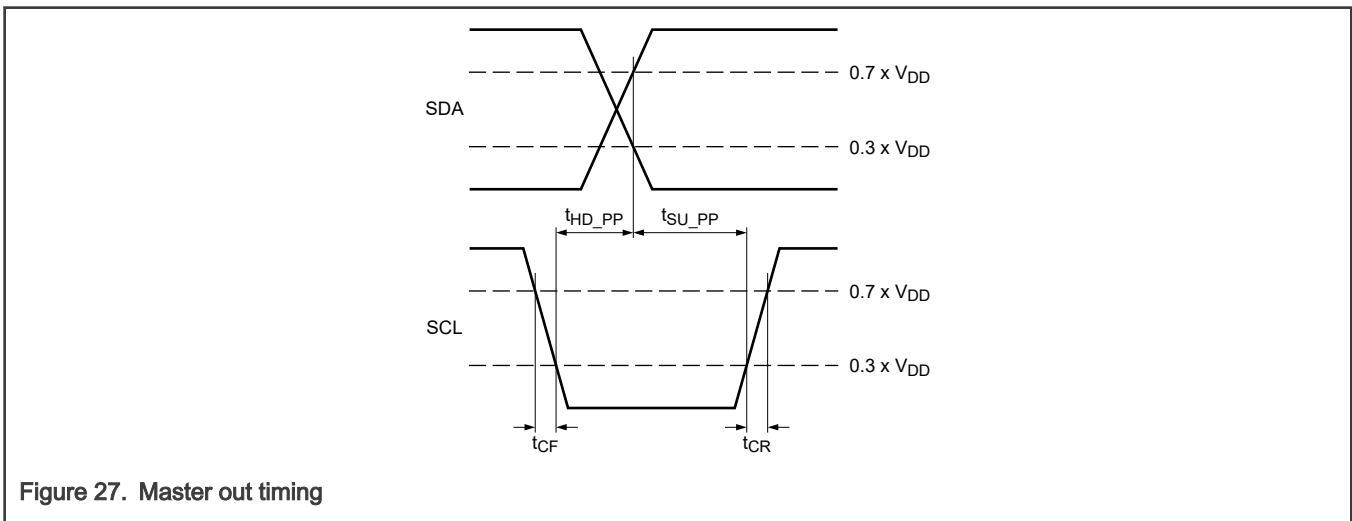 0.7 x VDD
SDA
0.3 x VDD
tHD_PP tSU_PP
0.7 x VDD
SCL
0.3 x VDD
tCF tCR
Figure 27. Master out timing